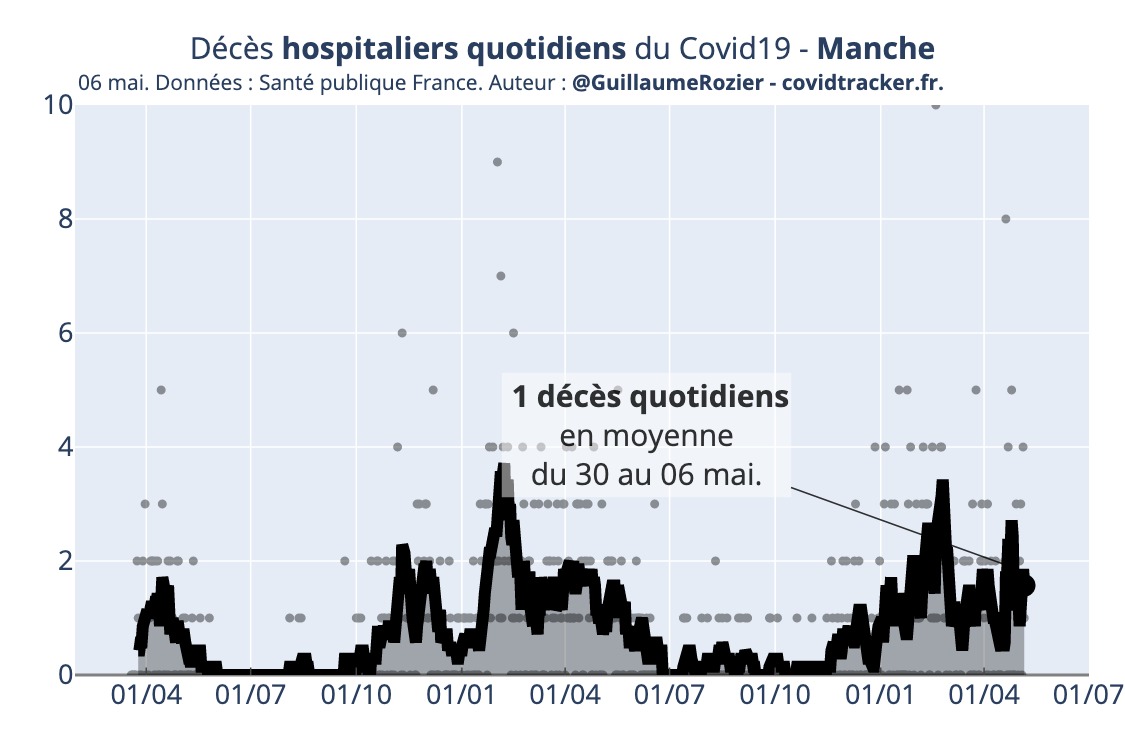 Décès hospitaliers quotidiens du Covid19 - Manche
06 mai. Données : Santé publique France. Auteur : @GuillaumeRozier - covidtracker.fr.
10
8
6
1 décès quotidiens
en moyenne
du 30 au 06 mai.
4
2
0
01/04 01/07 01/10 01/01 01/04 01/07 01/10 01/01 01/04 01/07